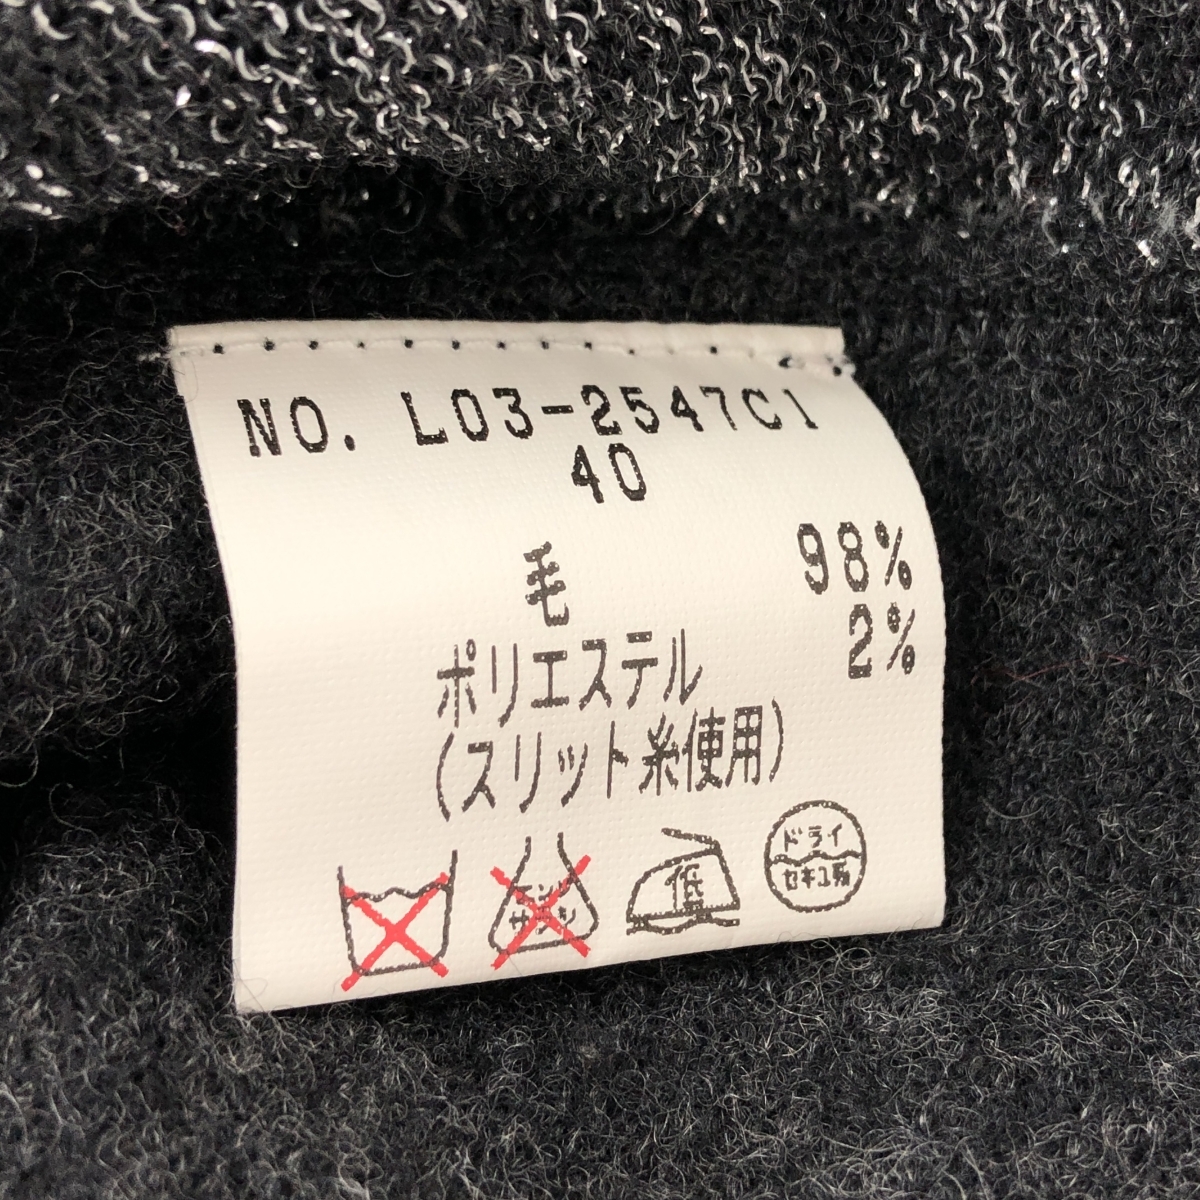 NO. L03-2547C1
40
毛 98%
ポリエステル 2%
(スリット糸使用)
低
ドライ
セキユ系